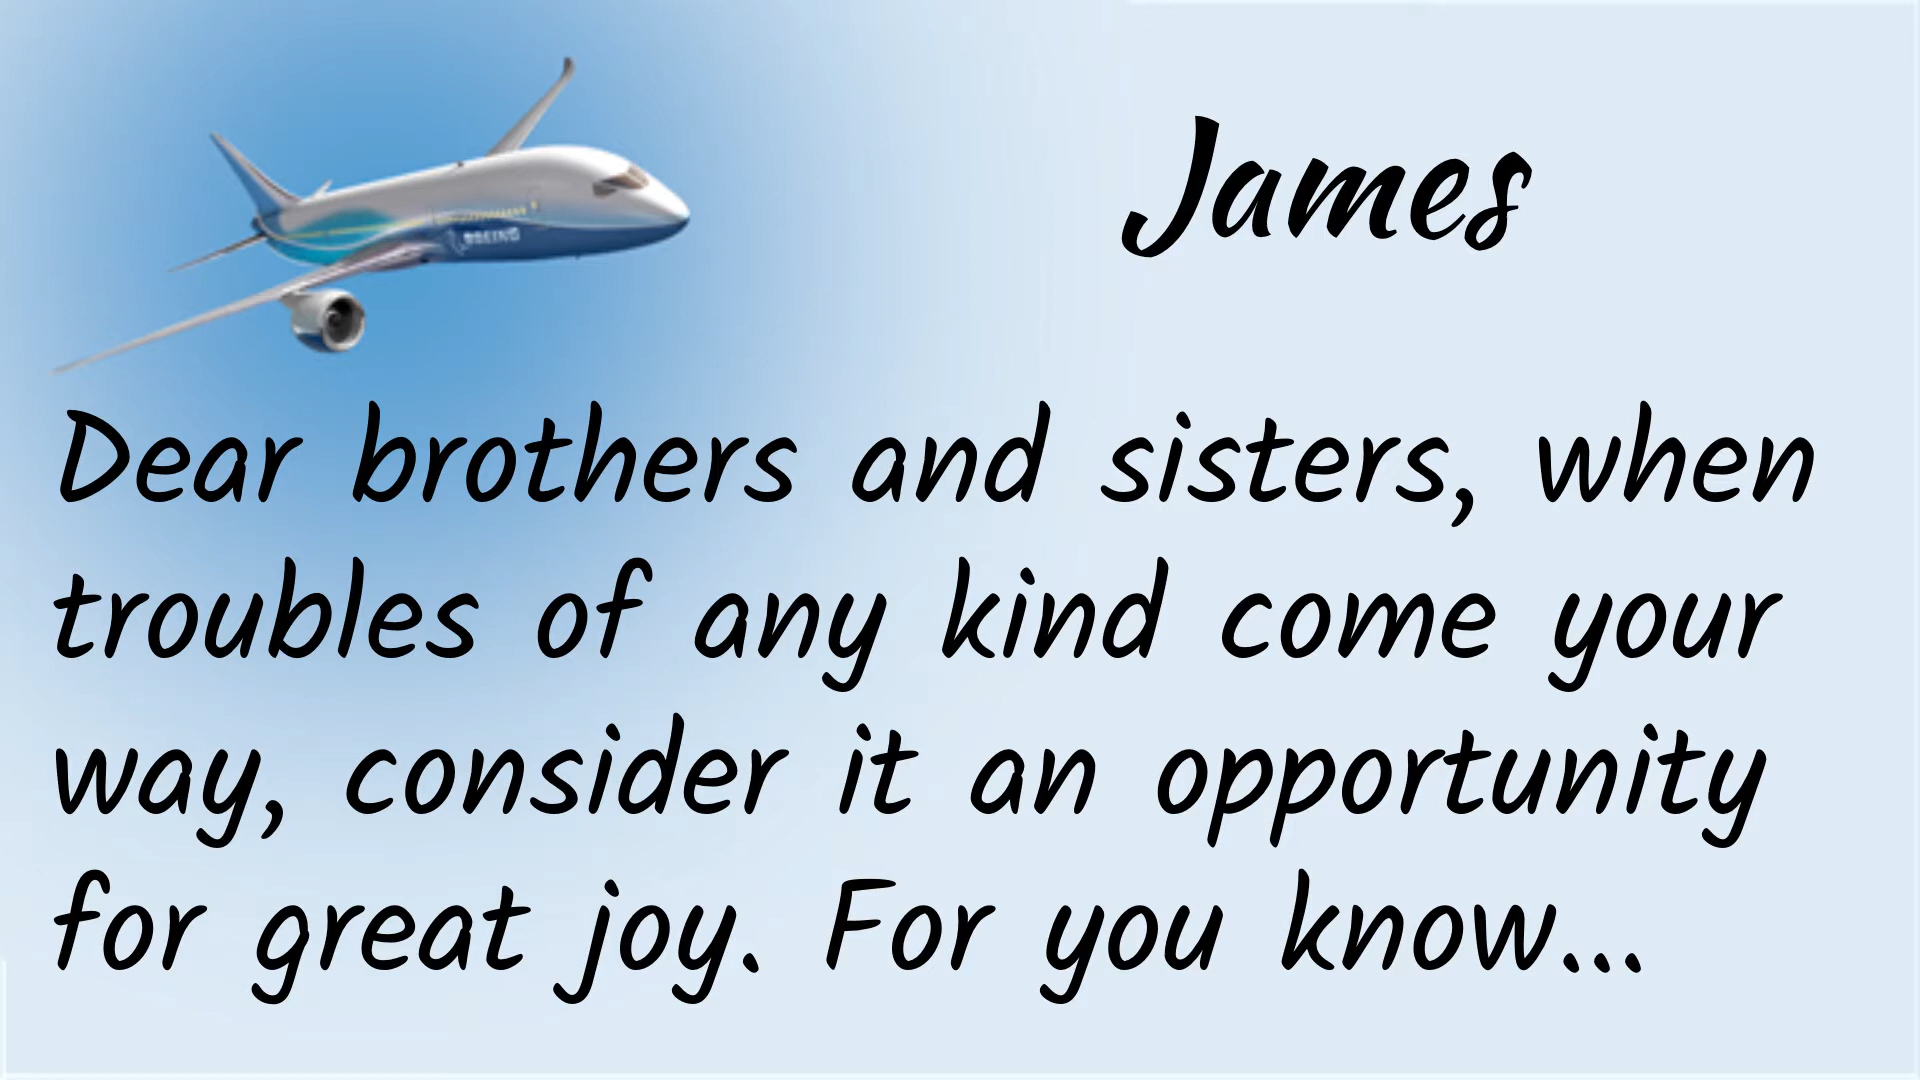 James
BOEING
Dear brothers and sisters, when
troubles of any kind come your
way, consider it an opportunity
for great joy. For you know...